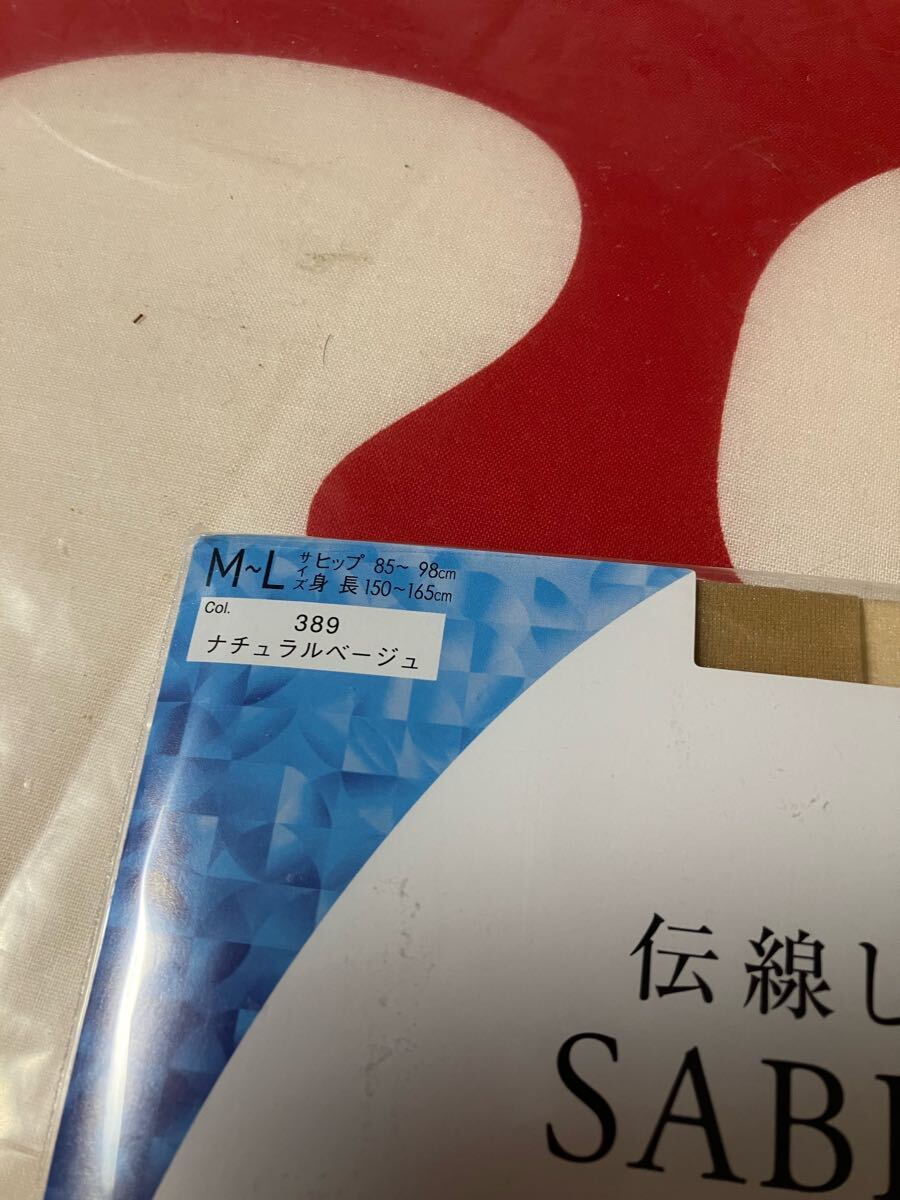 M~L サイズ ヒップ 85~ 98cm
身 長 150~165cm
Col.
389
ナチュラルベージュ
伝線し
SAB